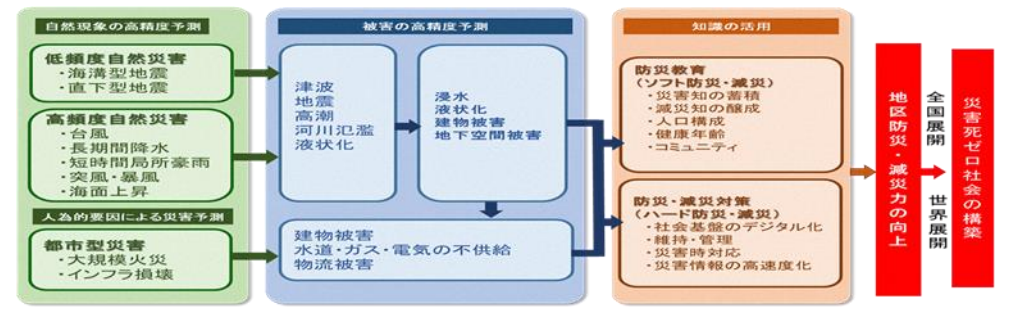 自然現象の高精度予測
低頻度自然災害
・海溝型地震
・直下型地震
高頻度自然災害
・台風
・長期間降水
・短時間局所豪雨
・突風・暴風
・海面上昇
人為的要因による災害予測
都市型災害
・大規模火災
・インフラ損壊
被害の高精度予測
津波
地震
高潮
河川氾濫
液状化
浸水
液状化
建物被害
地下空間被害
建物被害
水道・ガス・電気の不供給
物流被害
知識の活用
防災教育
(ソフト防災・減災)
・災害知の蓄積
・減災知の醸成
・人口構成
・健康年齢
・コミュニティ
防災・減災対策
(ハード防災・減災)
・社会基盤のデジタル化
・維持・管理
・災害時対応
・災害情報の高速度化
地区防災・減災力の向上
全国展開
世界展開
災害死ゼロ社会の構築